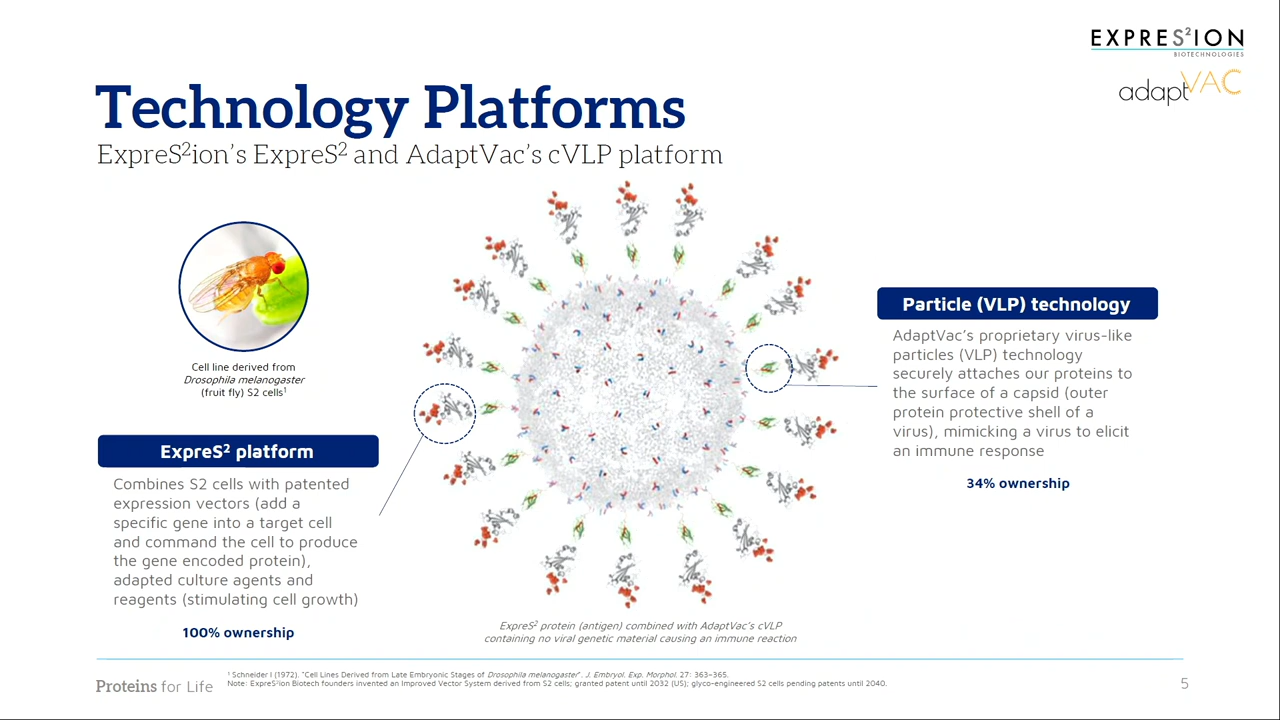 EXPRES²ION
BIOTECHNOLOGIES
adaptVAC
Technology Platforms
ExpreS²ion's ExpreS² and AdaptVac's cVLP platform
Cell line derived from
Drosophila melanogaster
(fruit fly) S2 cells¹
ExpreS² platform
Combines S2 cells with patented
expression vectors (add a
specific gene into a target cell
and command the cell to produce
the gene encoded protein),
adapted culture agents and
reagents (stimulating cell growth)
100% ownership
Particle (VLP) technology
AdaptVac's proprietary virus-like
particles (VLP) technology
securely attaches our proteins to
the surface of a capsid (outer
protein protective shell of a
virus), mimicking a virus to elicit
an immune response
34% ownership
ExpreS² protein (antigen) combined with AdaptVac's cVLP
containing no viral genetic material causing an immune reaction
Proteins for Life
¹ Schneider I (1972). "Cell Lines Derived from Late Embryonic Stages of Drosophila melanogaster". J. Embryol. Exp. Morphol. 27: 363–365.
Note: ExpreS²ion Biotech founders invented an Improved Vector System derived from S2 cells; granted patent until 2032 (US); glyco-engineered S2 cells pending patents until 2040.
5